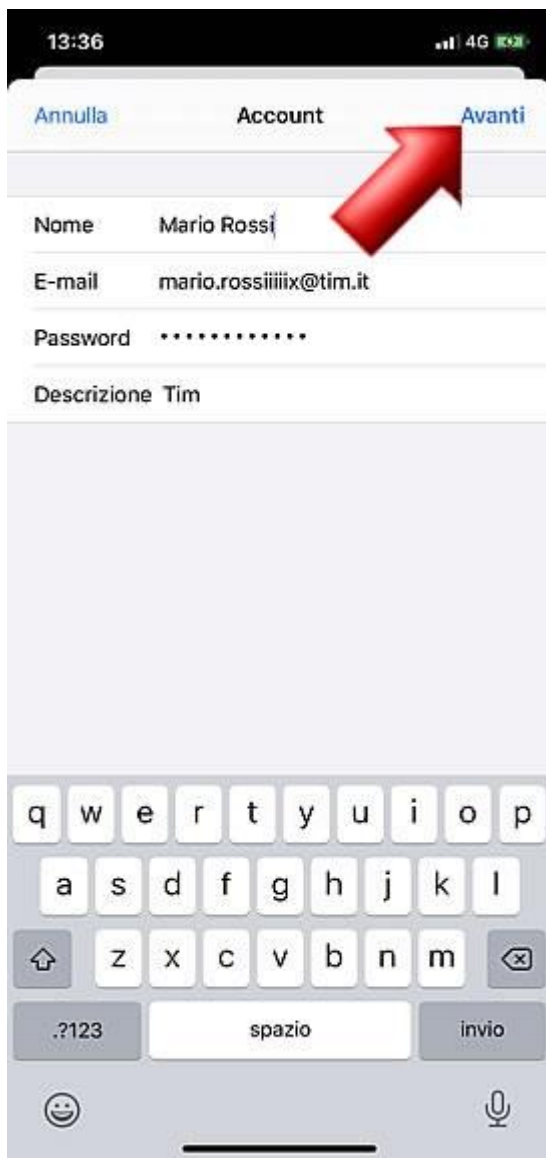 13:36 4G
Annulla Account Avanti
Nome Mario Rossi
E-mail mario.rossiiiiix@tim.it
Password ••••••••••••
Descrizione Tim
q w e r t y u i o p
a s d f g h j k l
z x c v b n m
.?123 spazio invio